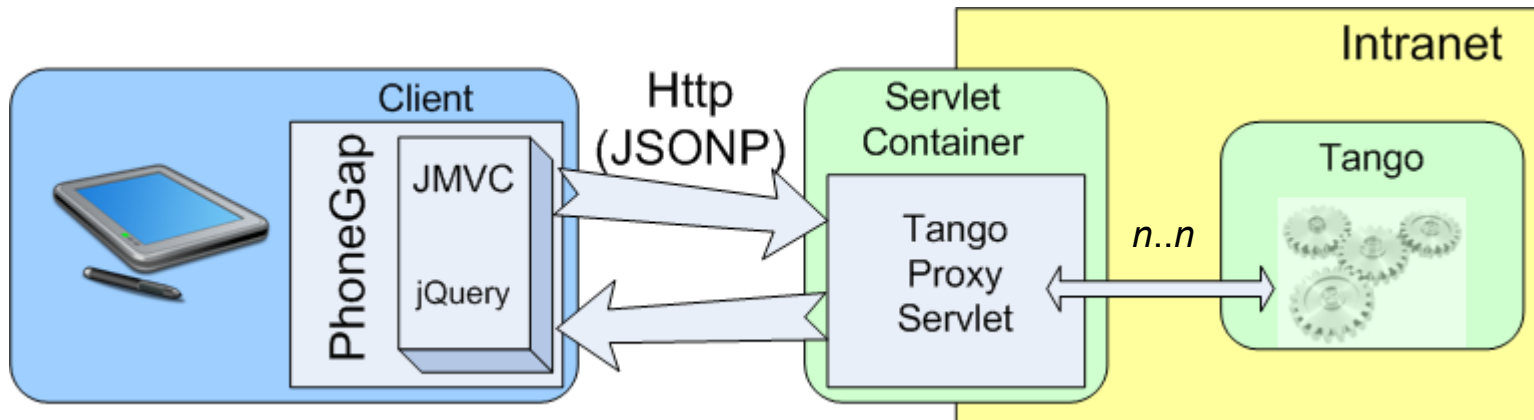 Client
PhoneGap
JMVC
jQuery
Http
(JSONP)
Servlet
Container
Tango
Proxy
Servlet
Intranet
n..n
Tango